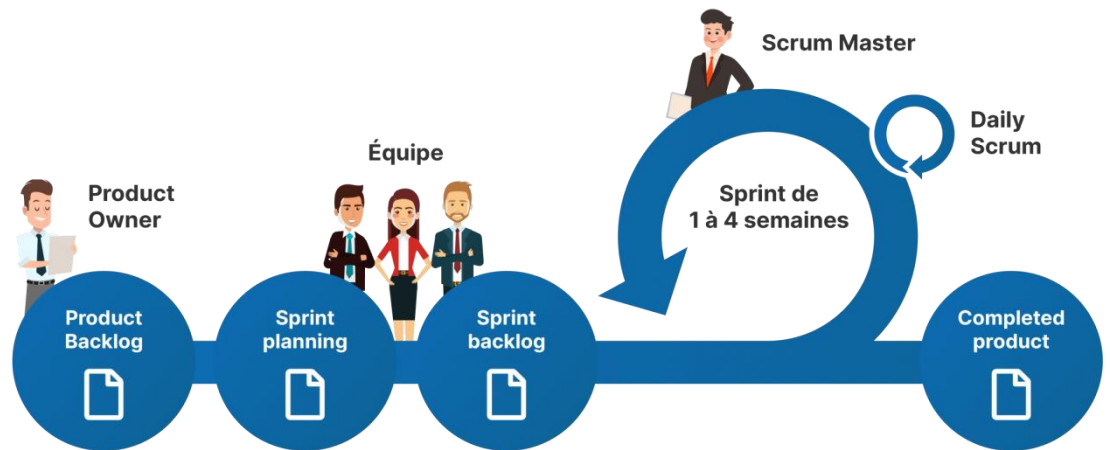 Scrum Master
Daily
Scrum
Équipe
Product
Owner
Sprint de
1 à 4 semaines
Product
Backlog
Sprint
planning
Sprint
backlog
Completed
product